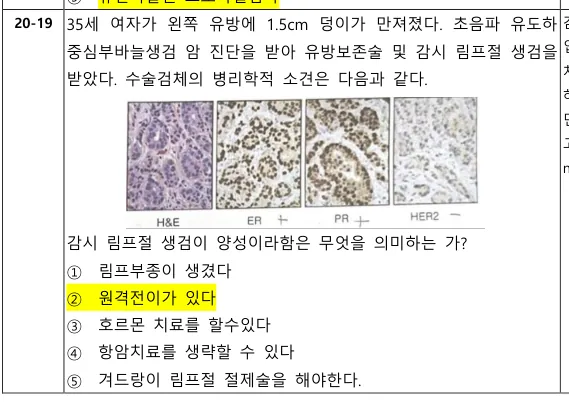 20-19
35세 여자가 왼쪽 유방에 1.5cm 덩이가 만져졌다. 초음파 유도하
중심부바늘생검 암 진단을 받아 유방보존술 및 감시 림프절 생검을
받았다. 수술검체의 병리학적 소견은 다음과 같다.
H&E ER + PR + HER2 -
감시 림프절 생검이 양성이라함은 무엇을 의미하는 가?
① 림프부종이 생겼다
② 원격전이가 있다
③ 호르몬 치료를 할수있다
④ 항암치료를 생략할 수 있다
⑤ 겨드랑이 림프절 절제술을 해야한다.